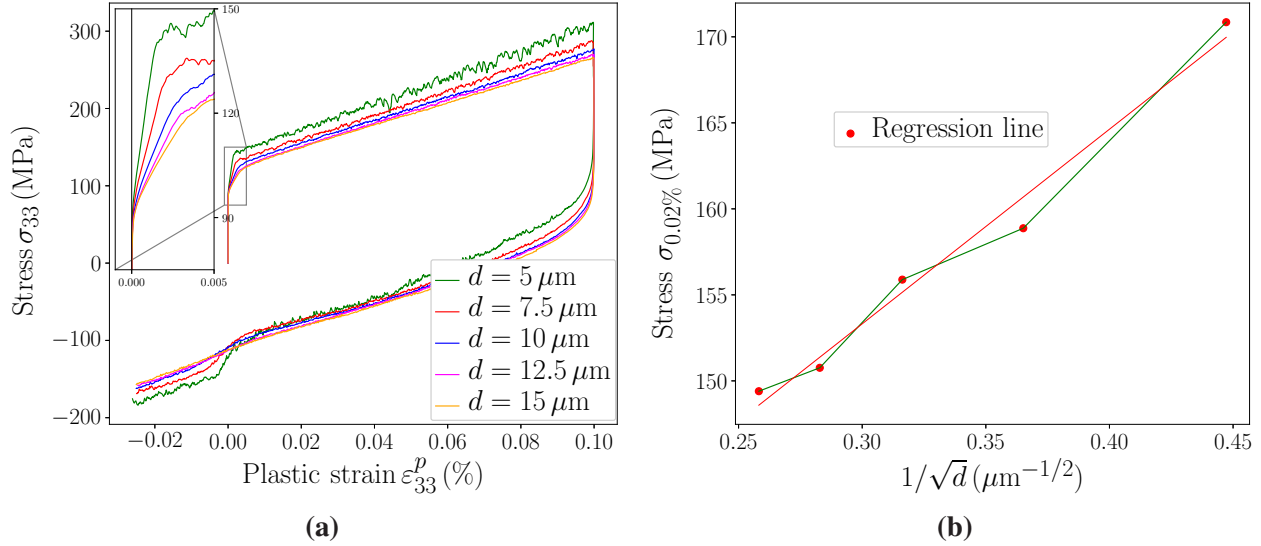 150
120
90
0.000
0.005
300
200
100
0
−100
−200
Stress σ₃₃ (MPa)
d = 5 μm
d = 7.5 μm
d = 10 μm
d = 12.5 μm
d = 15 μm
−0.02
0.00
0.02
0.04
0.06
0.08
0.10
Plastic strain ε₃₃ᵖ (%)
(a)
170
165
160
155
150
Stress σ₀.₀₂% (MPa)
Regression line
0.25
0.30
0.35
0.40
0.45
1/√d (μm⁻¹/²)
(b)